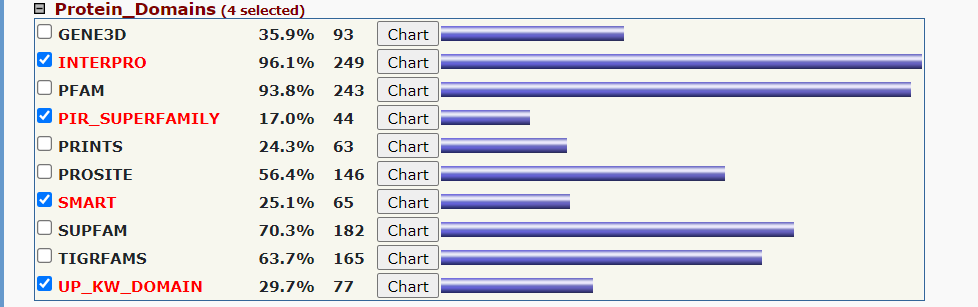 Protein_Domains (4 selected)
GENE3D 35.9% 93 Chart
INTERPRO 96.1% 249 Chart
PFAM 93.8% 243 Chart
PIR_SUPERFAMILY 17.0% 44 Chart
PRINTS 24.3% 63 Chart
PROSITE 56.4% 146 Chart
SMART 25.1% 65 Chart
SUPFAM 70.3% 182 Chart
TIGRFAMS 63.7% 165 Chart
UP_KW_DOMAIN 29.7% 77 Chart